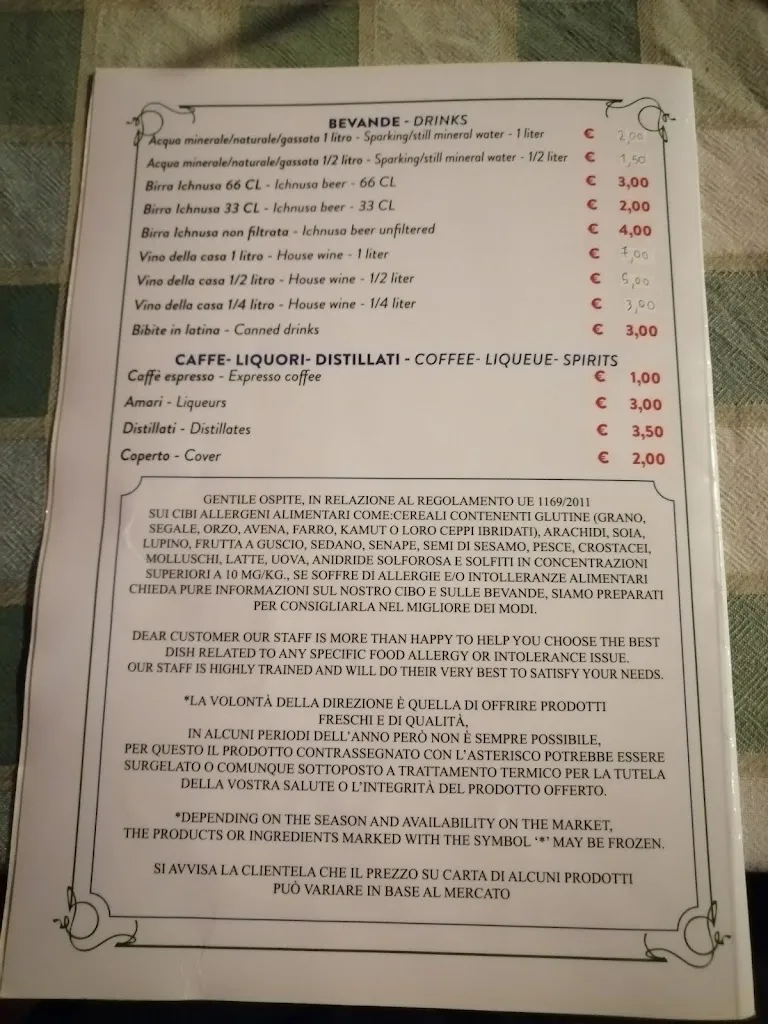 BEVANDE - DRINKS
Acqua minerale/naturale/gassata 1 litro - Sparking/still mineral water - 1 liter € 2,00
Acqua minerale/naturale/gassata 1/2 litro - Sparking/still mineral water - 1/2 liter € 1,50
Birra Ichnusa 66 CL - Ichnusa beer - 66 CL € 3,00
Birra Ichnusa 33 CL - Ichnusa beer - 33 CL € 2,00
Birra Ichnusa non filtrata - Ichnusa beer unfiltered € 4,00
Vino della casa 1 litro - House wine - 1 liter € 7,00
Vino della casa 1/2 litro - House wine - 1/2 liter € 5,00
Vino della casa 1/4 litro - House wine - 1/4 liter € 3,00
Bibite in latina - Canned drinks € 3,00
CAFFE- LIQUORI- DISTILLATI - COFFEE- LIQUEUE- SPIRITS
Caffè espresso - Expresso coffee € 1,00
Amari - Liqueurs € 3,00
Distillati - Distillates € 3,50
Coperto - Cover € 2,00
GENTILE OSPITE, IN RELAZIONE AL REGOLAMENTO UE 1169/2011
SUI CIBI ALLERGENI ALIMENTARI COME:CEREALI CONTENENTI GLUTINE (GRANO,
SEGALE, ORZO, AVENA, FARRO, KAMUT O LORO CEPPI IBRIDATI), ARACHIDI, SOIA,
LUPINO, FRUTTA A GUSCIO, SEDANO, SENAPE, SEMI DI SESAMO, PESCE, CROSTACEI,
MOLLUSCHI, LATTE, UOVA, ANIDRIDE SOLFOROSA E SOLFITI IN CONCENTRAZIONI
SUPERIORI A 10 MG/KG., SE SOFFRE DI ALLERGIE E/O INTOLLERANZE ALIMENTARI
CHIEDA PURE INFORMAZIONI SUL NOSTRO CIBO E SULLE BEVANDE, SIAMO PREPARATI
PER CONSIGLIARLA NEL MIGLIORE DEI MODI.
DEAR CUSTOMER OUR STAFF IS MORE THAN HAPPY TO HELP YOU CHOOSE THE BEST
DISH RELATED TO ANY SPECIFIC FOOD ALLERGY OR INTOLERANCE ISSUE.
OUR STAFF IS HIGHLY TRAINED AND WILL DO THEIR VERY BEST TO SATISFY YOUR NEEDS.
*LA VOLONTÀ DELLA DIREZIONE È QUELLA DI OFFRIRE PRODOTTI
FRESCHI E DI QUALITÀ,
IN ALCUNI PERIODI DELL'ANNO PERÒ NON È SEMPRE POSSIBILE,
PER QUESTO IL PRODOTTO CONTRASSEGNATO CON L'ASTERISCO POTREBBE ESSERE
SURGELATO O COMUNQUE SOTTOPOSTO A TRATTAMENTO TERMICO PER LA TUTELA
DELLA VOSTRA SALUTE O L'INTEGRITÀ DEL PRODOTTO OFFERTO.
*DEPENDING ON THE SEASON AND AVAILABILITY ON THE MARKET,
THE PRODUCTS OR INGREDIENTS MARKED WITH THE SYMBOL '*' MAY BE FROZEN.
SI AVVISA LA CLIENTELA CHE IL PREZZO SU CARTA DI ALCUNI PRODOTTI
PUÒ VARIARE IN BASE AL MERCATO